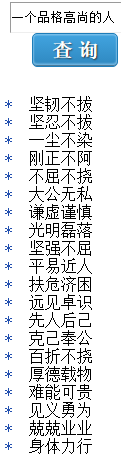 一个品格高尚的人
查 询
* 坚韧不拔
* 坚忍不拔
* 一尘不染
* 刚正不阿
* 不屈不挠
* 大公无私
* 谦虚谨慎
* 光明磊落
* 坚强不屈
* 平易近人
* 扶危济困
* 远见卓识
* 先人后己
* 克己奉公
* 百折不挠
* 厚德载物
* 难能可贵
* 见义勇为
* 兢兢业业
* 身体力行